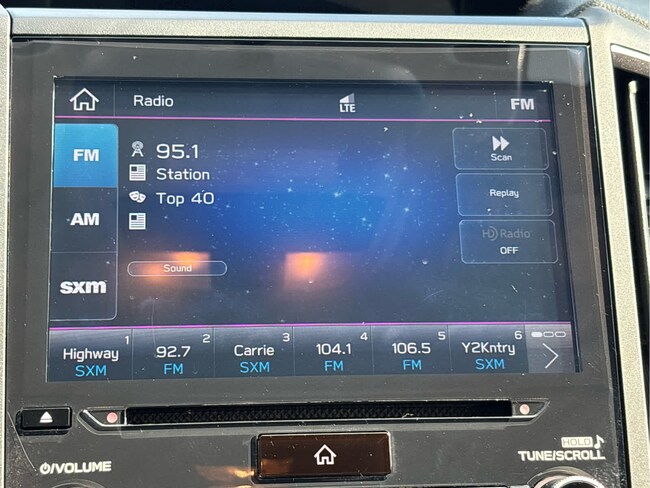 Radio
LTE
FM
FM
AM
sxm
95.1
Station
Top 40
Sound
Scan
Replay
HD Radio
OFF
1 2 3 4 5 6
Highway 92.7 Carrie 104.1 106.5 Y2Kntry
SXM FM SXM FM FM SXM
⏻/VOLUME
HOLD
TUNE/SCROLL